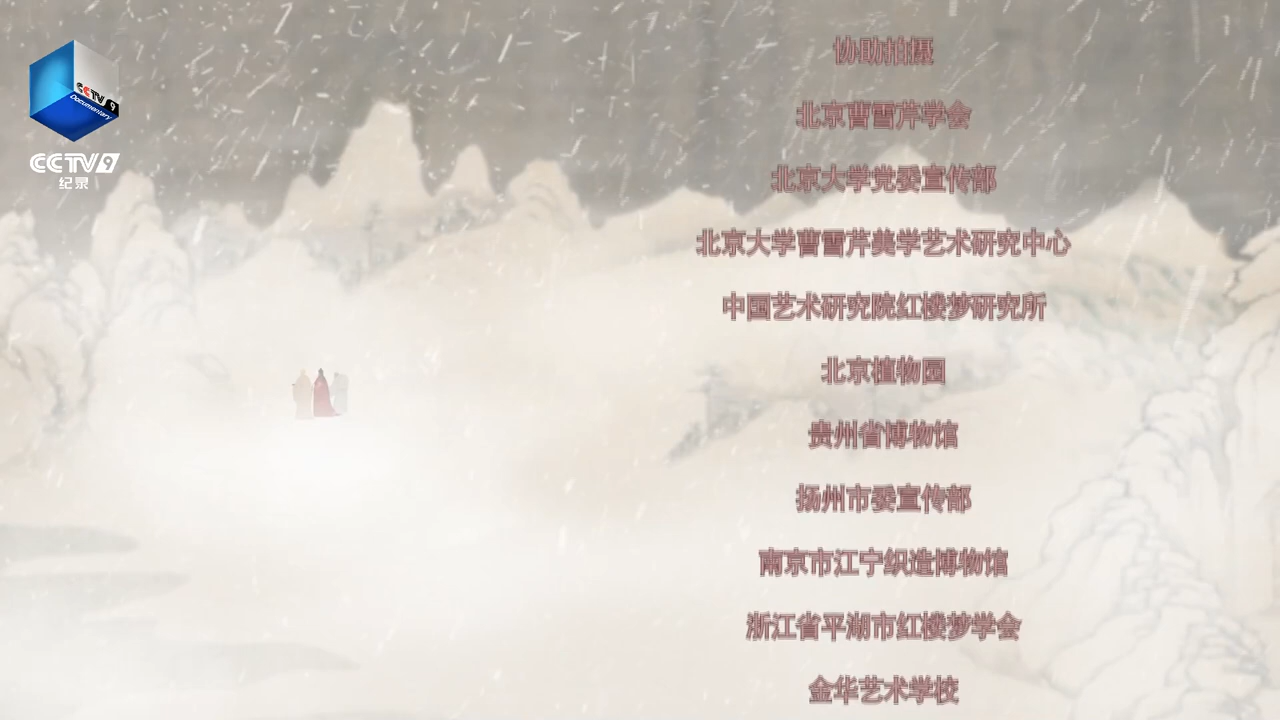 CCTV 9
Documentary
CCTV 9
纪录
协助拍摄
北京曹雪芹学会
北京大学党委宣传部
北京大学曹雪芹美学艺术研究中心
中国艺术研究院红楼梦研究所
北京植物园
贵州省博物馆
扬州市委宣传部
南京市江宁织造博物馆
浙江省平湖市红楼梦学会
金华艺术学校